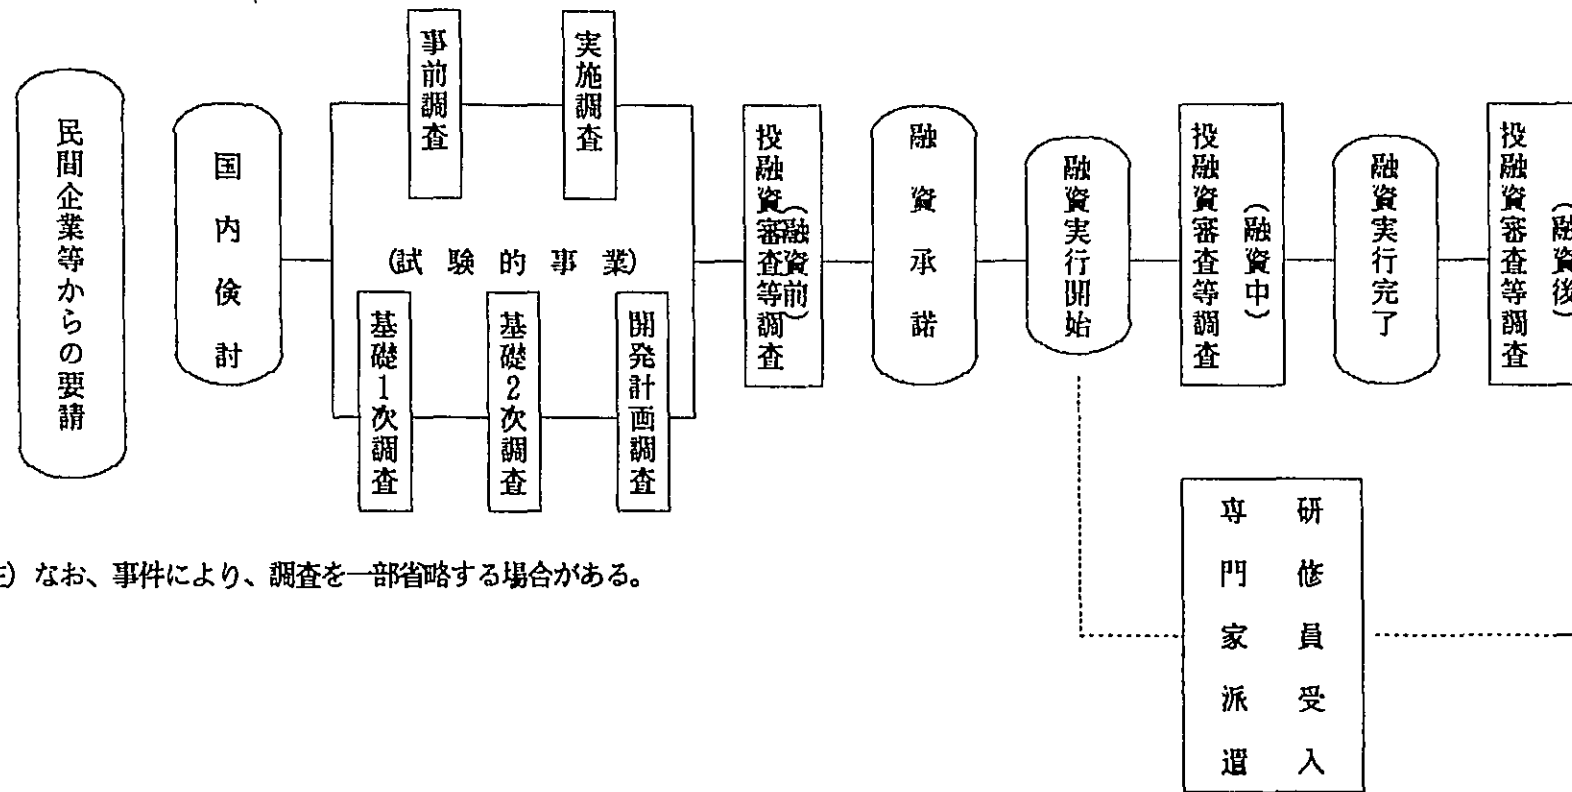 民間企業等からの要請
国内倹討
事前調査
実施調査
(試験的事業)
基礎1次調査
基礎2次調査
開発計画調査
投融資審査等調査
(融資前)
融資承諾
融資実行開始
投融資審査等調査
(融資中)
融資実行完了
投融資審査等調査
(融資後)
研修員受入
専門家派遣
) なお、事件により、調査を一部省略する場合がある。